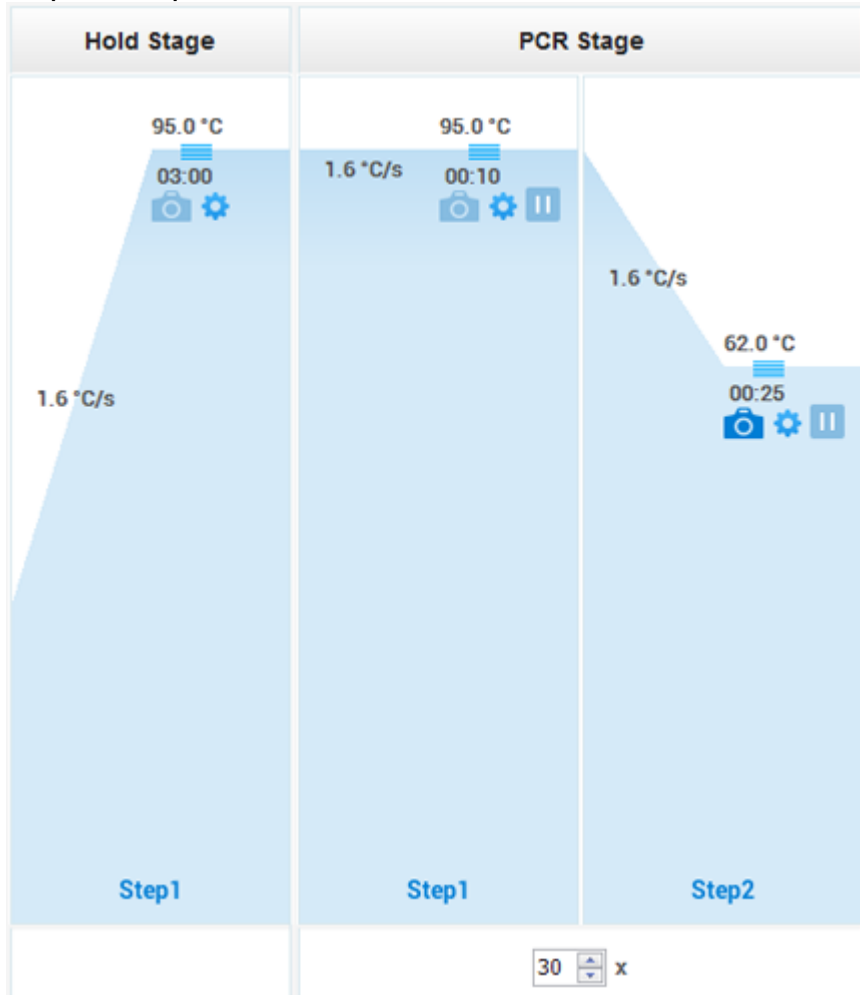 Hold Stage
PCR Stage
95.0 °C
03:00
1.6 °C/s
Step1
95.0 °C
1.6 °C/s
00:10
Step1
1.6 °C/s
62.0 °C
00:25
Step2
30 x